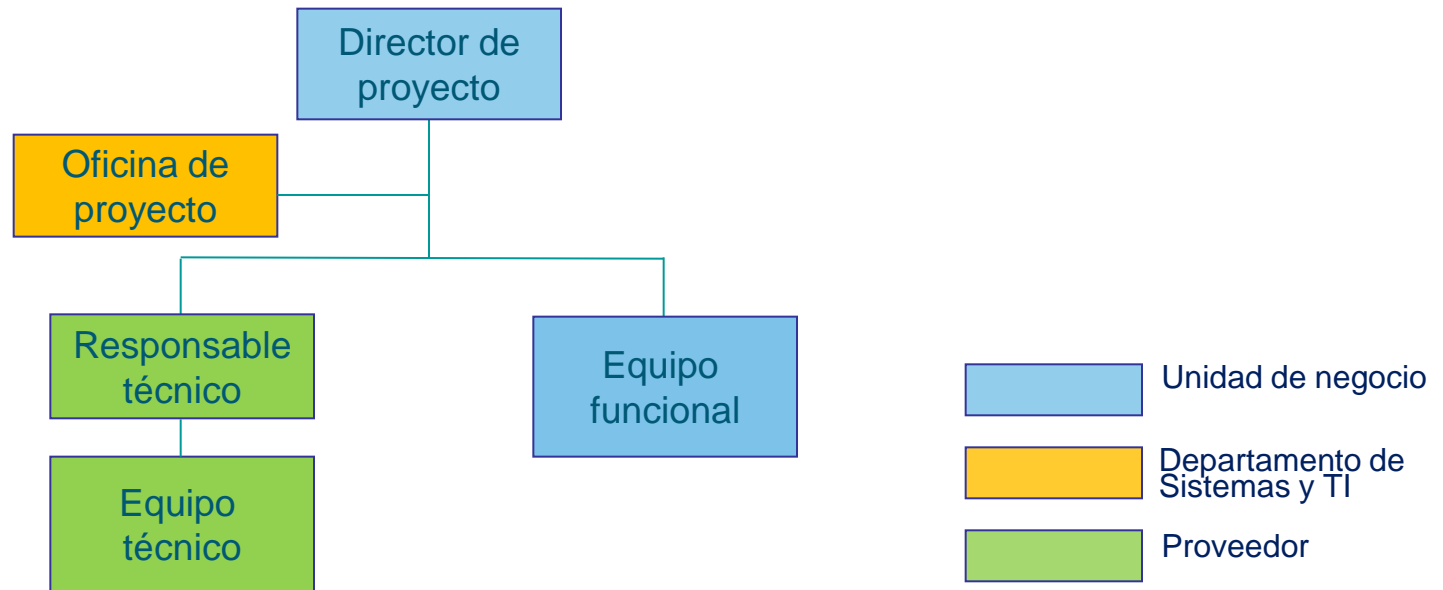 Director de
proyecto
Oficina de
proyecto
Responsable
técnico
Equipo
funcional
Equipo
técnico
Unidad de negocio
Departamento de
Sistemas y TI
Proveedor